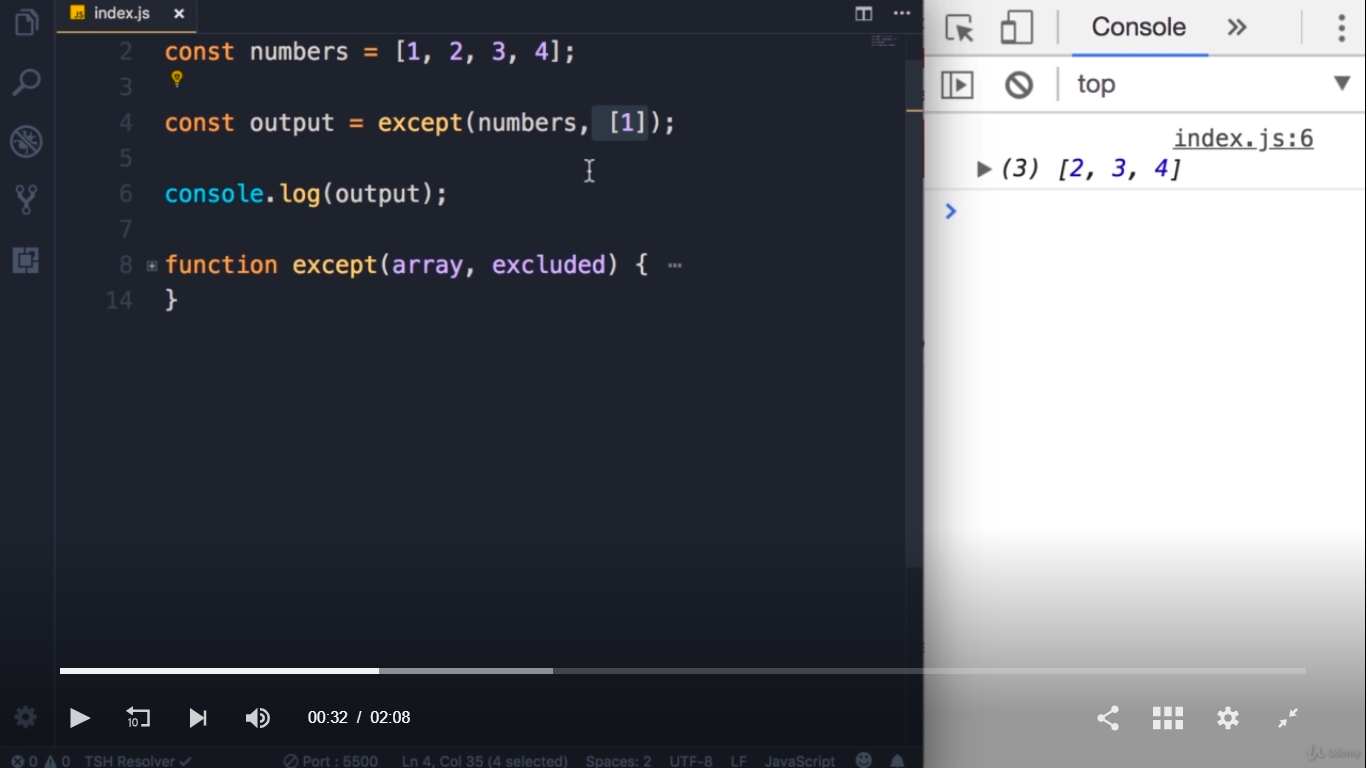 index.js
2 const numbers = [1, 2, 3, 4];
3
4 const output = except(numbers, [1]);
5
6 console.log(output);
7
8 function except(array, excluded) { ⋯
14 }
Console
top
index.js:6
(3) [2, 3, 4]
10
00:32 / 02:08
0 0 TSH Resolver Port : 5500 Ln 4, Col 35 (4 selected) Spaces: 2 UTF-8 LF JavaScript
Udemy